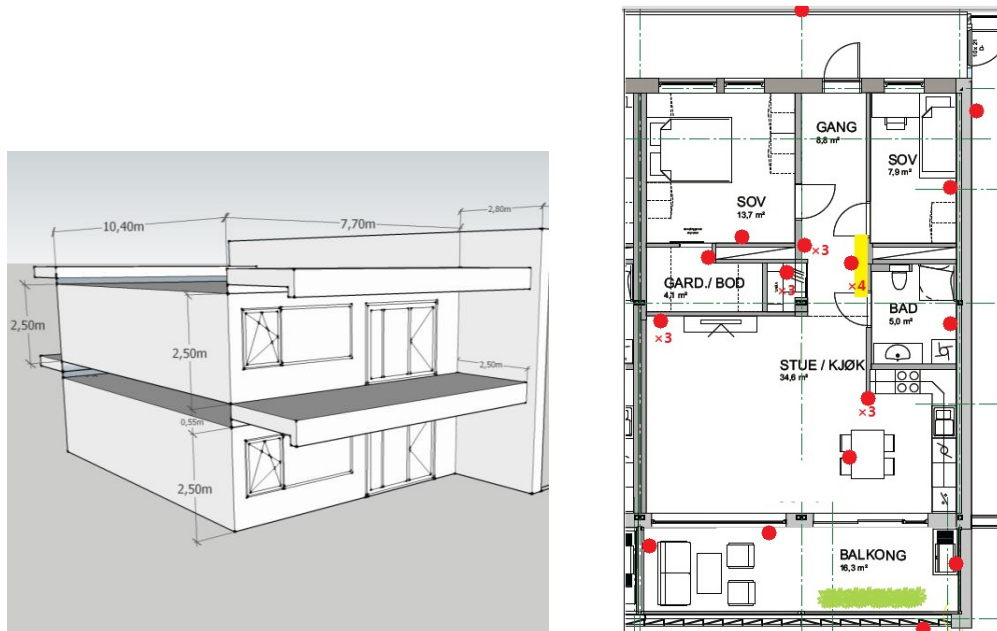 10,40m
7,70m
2,80m
2,50m
2,50m
2,50m
0,55m
2,50m
GANG
8,8 m²
SOV
7,9 m²
SOV
13,7 m²
×3
×4
GARD./ BOD
4,1 m²
×3
BAD
5,0 m²
×3
STUE / KJØK
34,6 m²
×3
BALKONG
16,3 m²